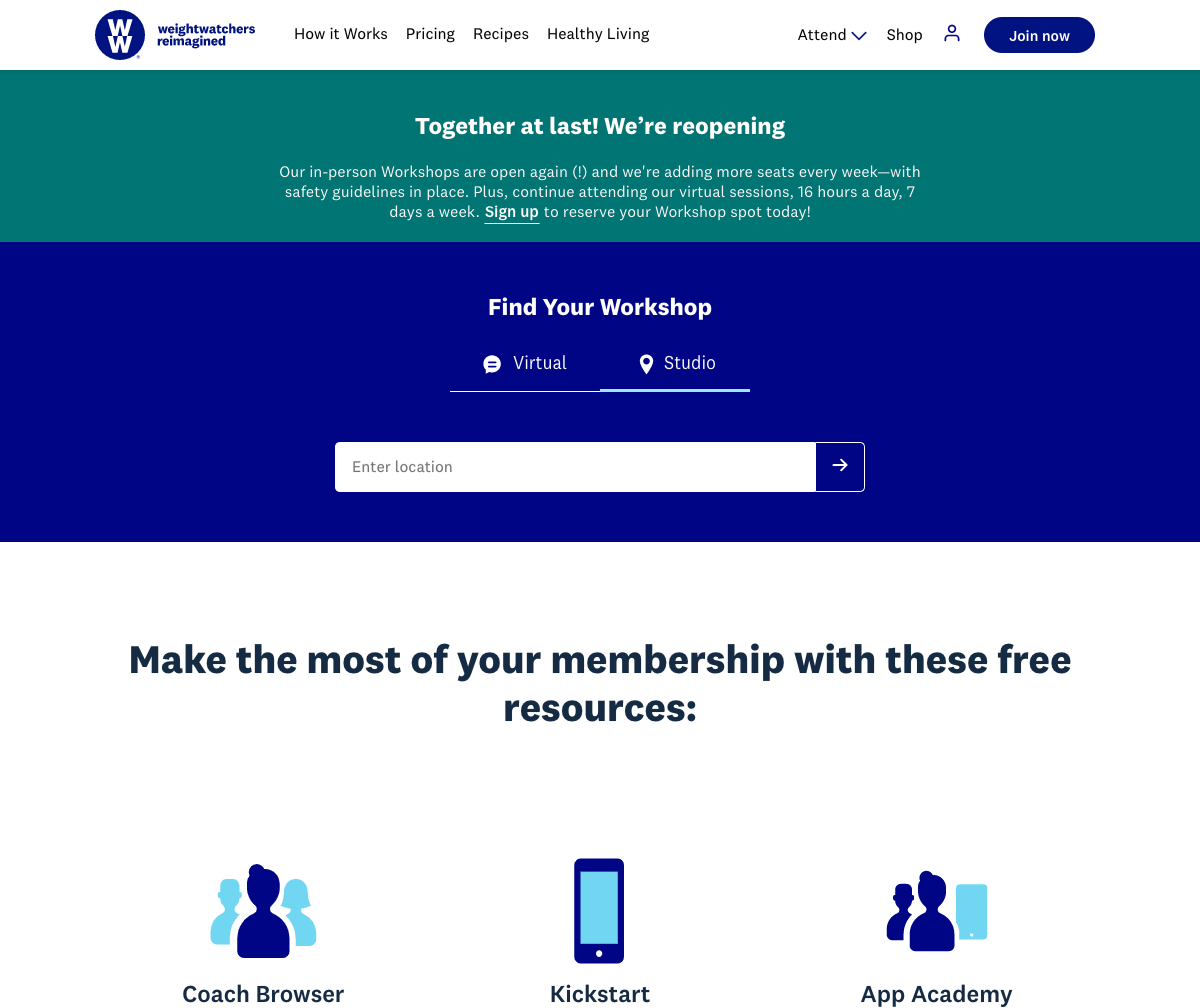 WW
weightwatchers
reimagined
How it Works
Pricing
Recipes
Healthy Living
Attend
Shop
Join now
Together at last! We’re reopening
Our in-person Workshops are open again (!) and we're adding more seats every week—with
safety guidelines in place. Plus, continue attending our virtual sessions, 16 hours a day, 7
days a week. Sign up to reserve your Workshop spot today!
Find Your Workshop
Virtual
Studio
Enter location
Make the most of your membership with these free
resources:
Coach Browser
Kickstart
App Academy